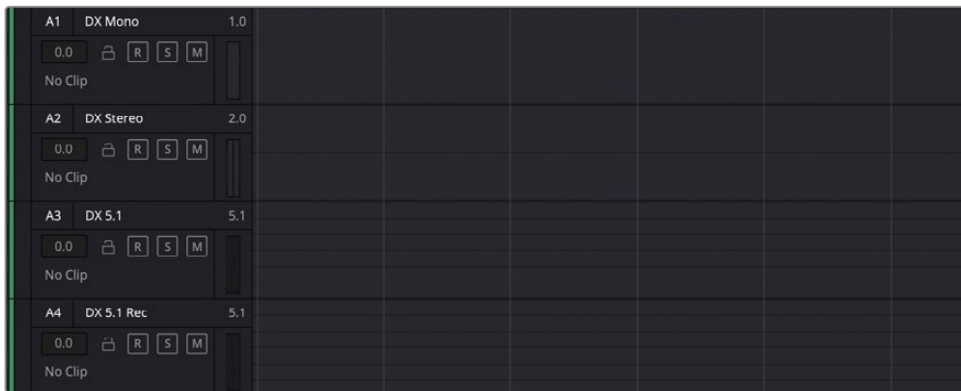 A1 DX Mono 1.0
0.0 R S M
No Clip
A2 DX Stereo 2.0
0.0 R S M
No Clip
A3 DX 5.1 5.1
0.0 R S M
No Clip
A4 DX 5.1 Rec 5.1
0.0 R S M
No Clip